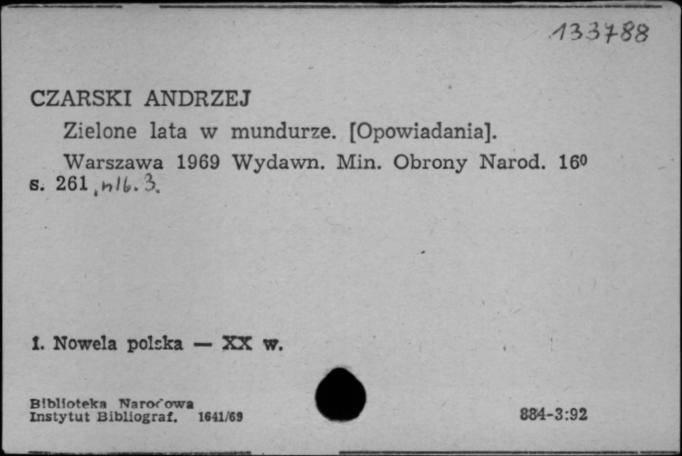 133788
CZARSKI ANDRZEJ
Zielone lata w mundurze. [Opowiadania].
Warszawa 1969 Wydawn. Min. Obrony Narod. 16⁰
s. 261, nlb. 3.
1. Nowela polska — XX w.
Biblioteka Narodowa
Instytut Bibliograf. 1641/69
884-3:92